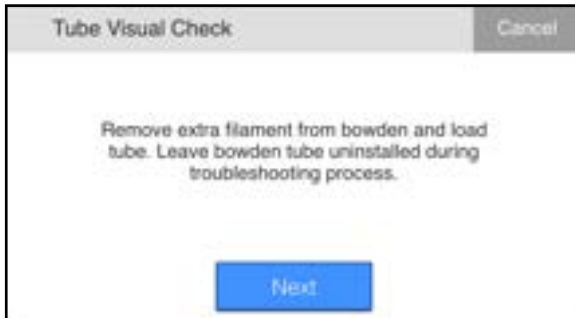 Tube Visual Check
Cancel
Remove extra filament from bowden and load
tube. Leave bowden tube uninstalled during
troubleshooting process.
Next